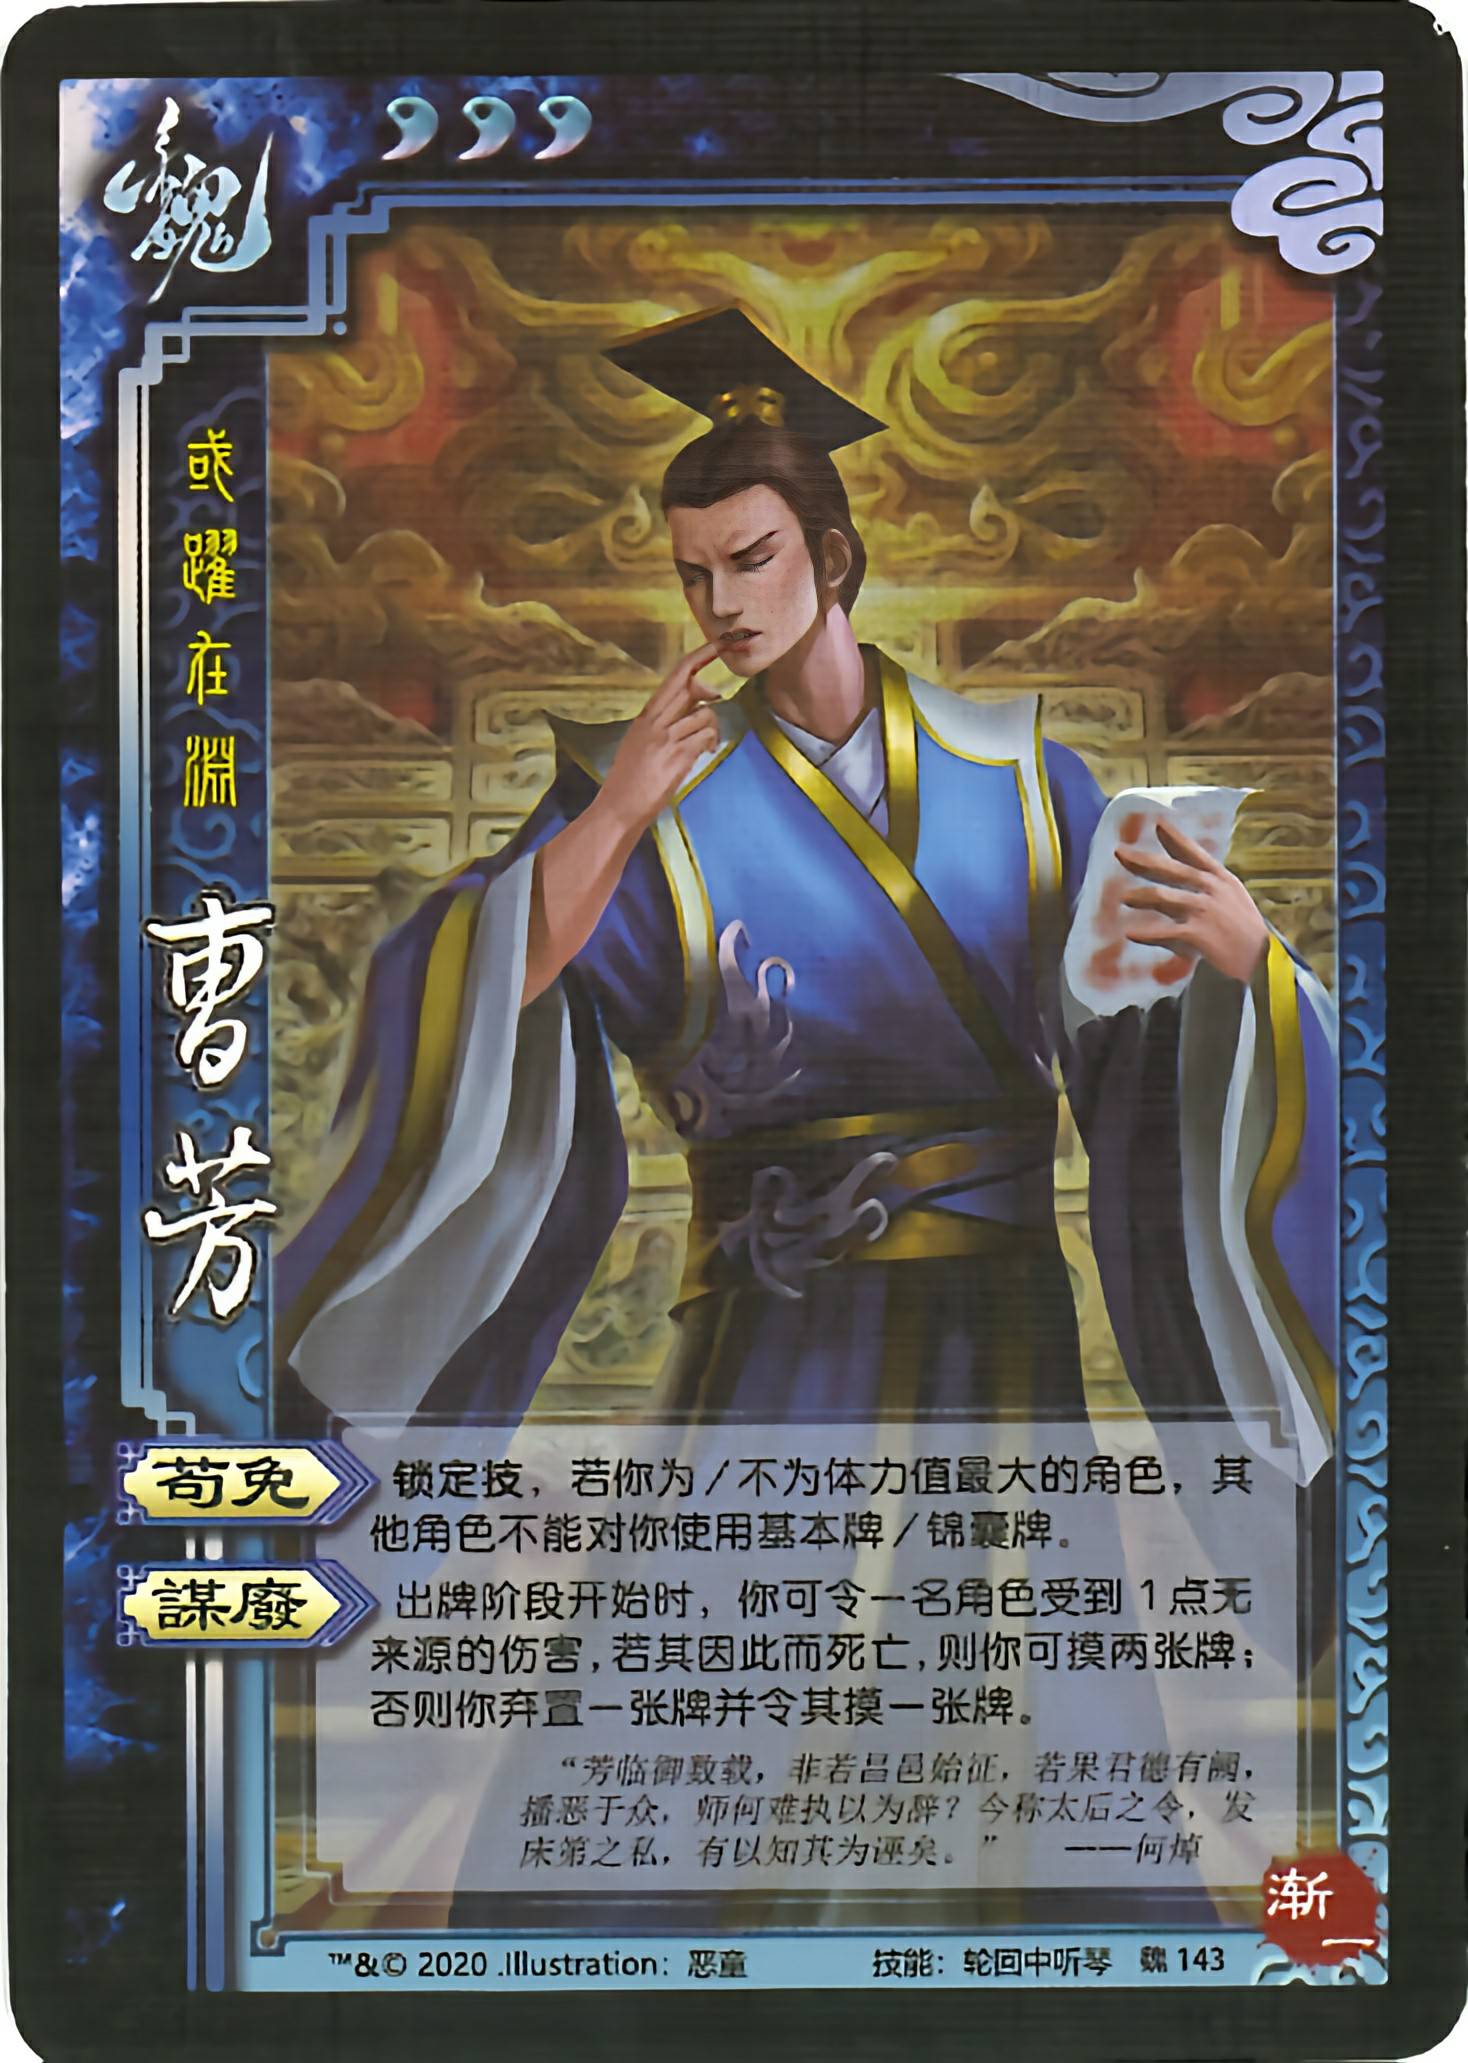 魏
或躍在淵
曹芳
苟免
锁定技，若你为/不为体力值最大的角色，其
他角色不能对你使用基本牌/锦囊牌。
謀廢
出牌阶段开始时，你可令一名角色受到1点无
来源的伤害，若其因此而死亡，则你可摸两张牌；
否则你弃置一张牌并令其摸一张牌。
“芳临御数载，非若昌邑始征，若果君德有阙，
播恶于众，师何难执以为辞？今称太后之令，发
床笫之私，有以知其为诬矣。” ——何焯
渐
一
™&© 2020 .Illustration: 恶童 技能：轮回中听琴 魏 143